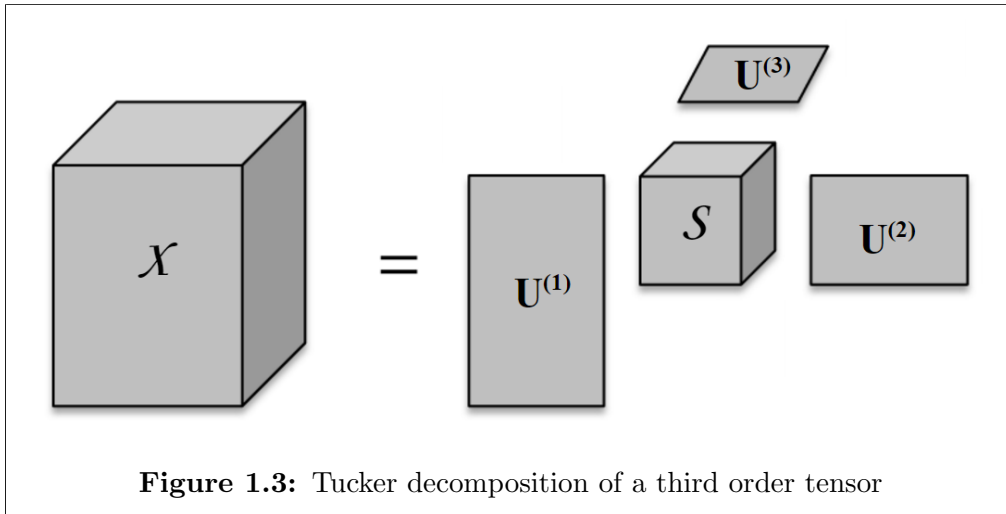 U⁽³⁾
𝒳
=
U⁽¹⁾
𝒮
U⁽²⁾
Figure 1.3: Tucker decomposition of a third order tensor